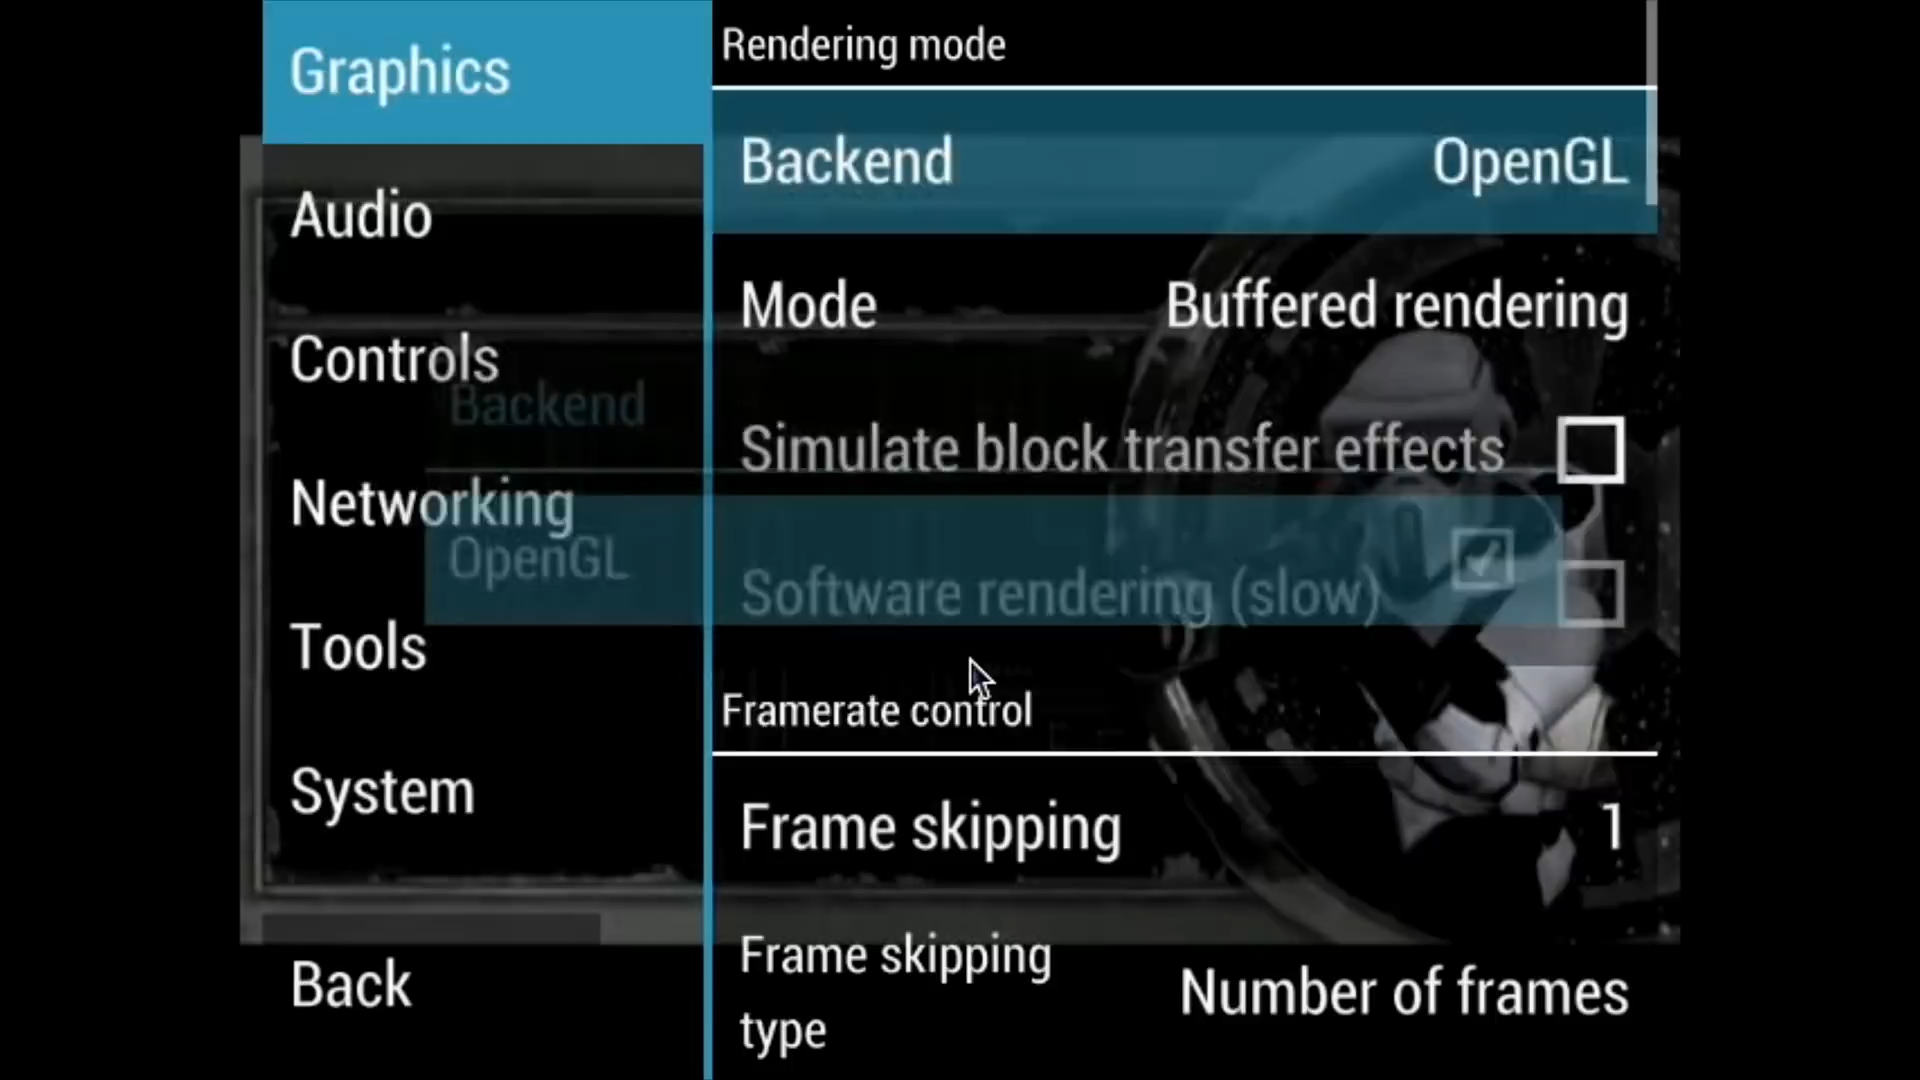 Graphics
Audio
Controls
Networking
Tools
System
Back
Rendering mode
Backend OpenGL
Mode Buffered rendering
Simulate block transfer effects
Software rendering (slow)
Framerate control
Frame skipping 1
Frame skipping
type
Number of frames
Backend
OpenGL